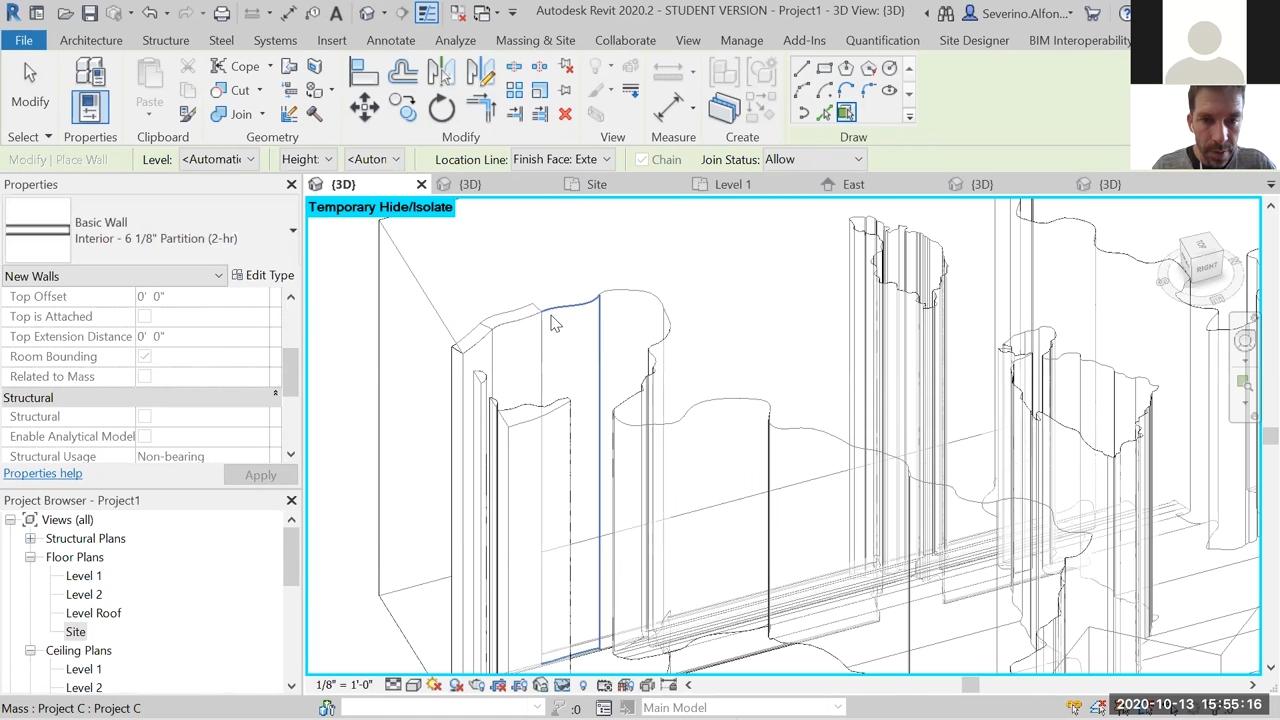 Autodesk Revit 2020.2 - STUDENT VERSION - Project1 - 3D View: {3D}
Severino.Alfon...
File Architecture Structure Steel Systems Insert Annotate Analyze Massing & Site Collaborate View Manage Add-Ins Quantification Site Designer BIM Interoperability
Modify
Properties
Paste
Cope
Cut
Join
Select Properties Clipboard Geometry Modify View Measure Create Draw
Modify | Place Wall Level: <Automatic Height: <Auton Location Line: Finish Face: Exte Chain Join Status: Allow
Properties
{3D} {3D} Site Level 1 East {3D} {3D}
Temporary Hide/Isolate
Basic Wall
Interior - 6 1/8" Partition (2-hr)
New Walls Edit Type
Top Offset 0' 0"
Top is Attached
Top Extension Distance 0' 0"
Room Bounding
Related to Mass
Structural
Structural
Enable Analytical Model
Structural Usage Non-bearing
Properties help Apply
RIGHT
Project Browser - Project1
Views (all)
Structural Plans
Floor Plans
Level 1
Level 2
Level Roof
Site
Ceiling Plans
Level 1
Level 2
1/8" = 1'-0"
Mass : Project C : Project C :0 Main Model 2020-10-13 15:55:16